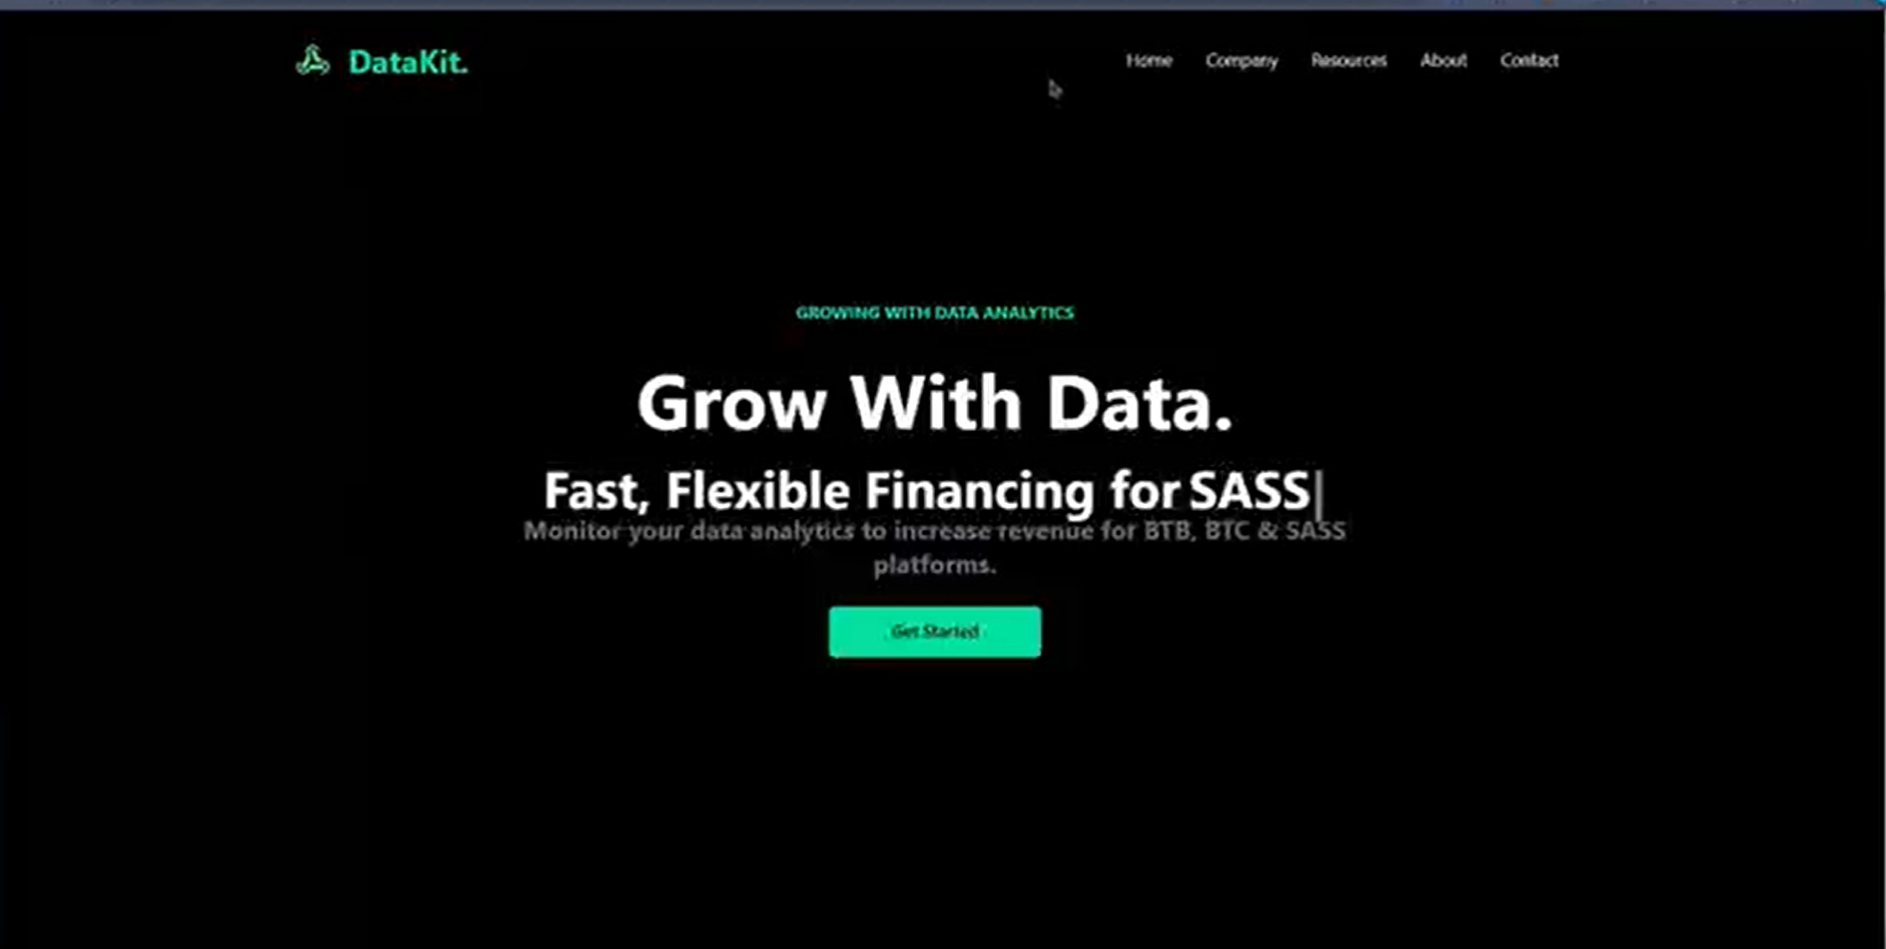 DataKit.
Home Company Resources About Contact
GROWING WITH DATA ANALYTICS
Grow With Data.
Fast, Flexible Financing for SASS
Monitor your data analytics to increase revenue for BTB, BTC & SASS
platforms.
Get Started